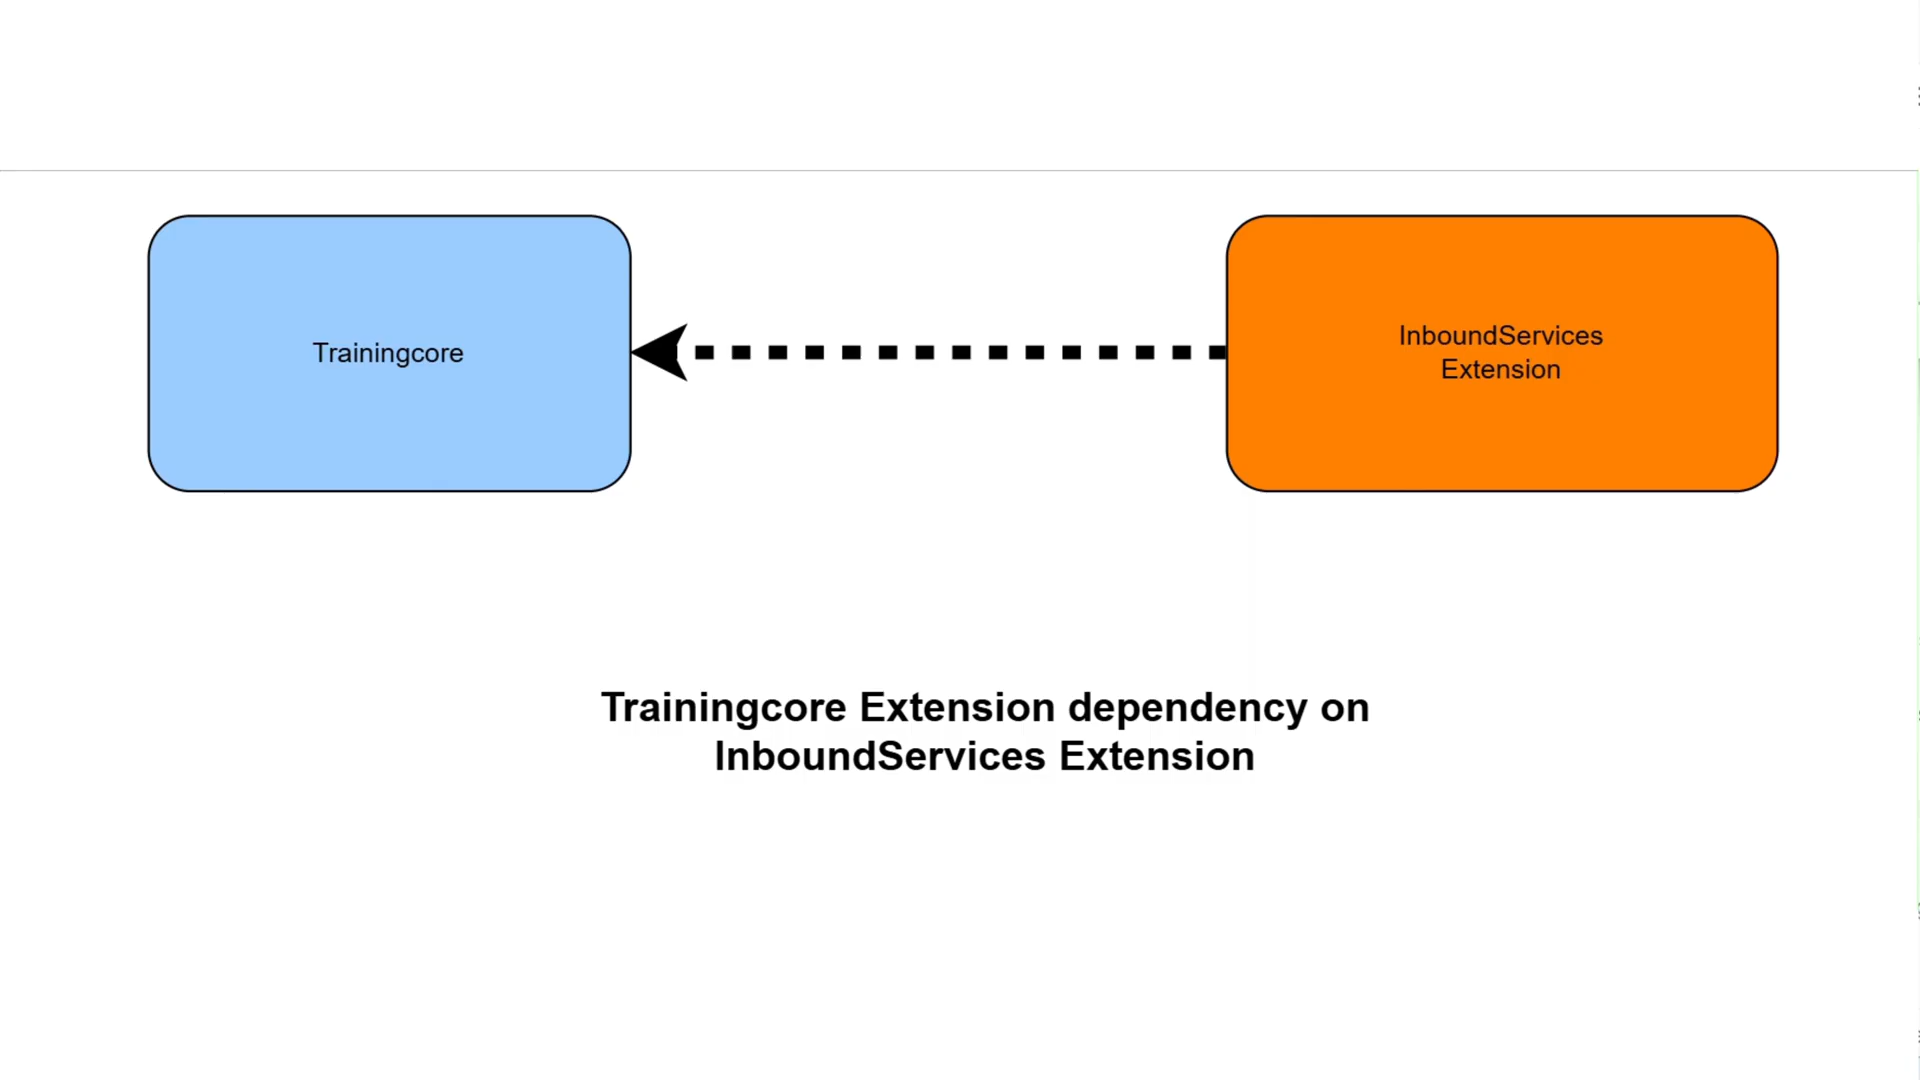 Trainingcore
InboundServices
Extension
Trainingcore Extension dependency on
InboundServices Extension